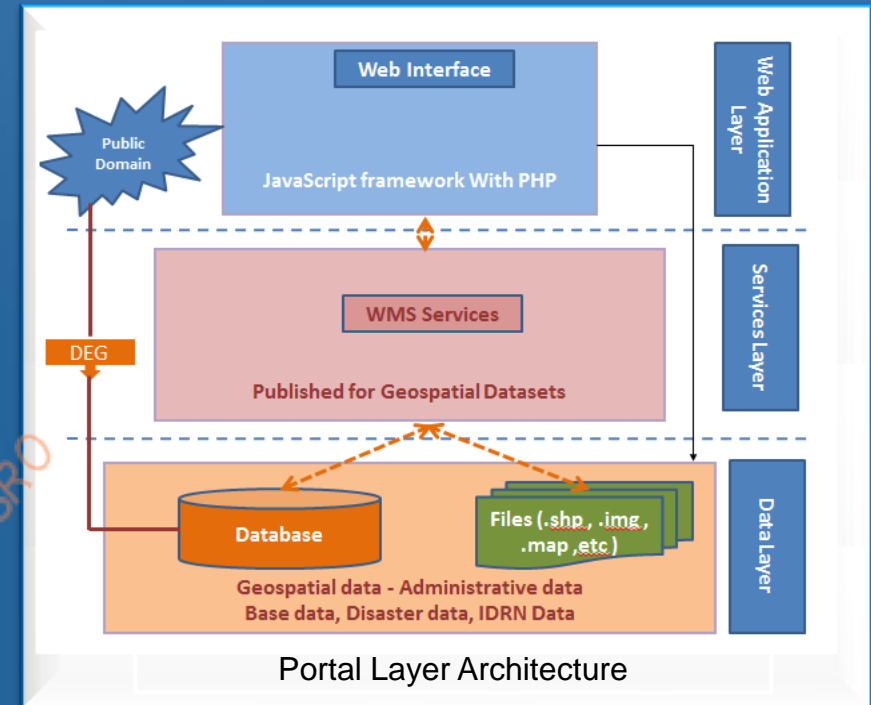 Web Interface
JavaScript framework With PHP
Public
Domain
Web Application
Layer
WMS Services
Published for Geospatial Datasets
Services Layer
DEG
Database
Files (.shp , .img ,
.map ,etc )
Geospatial data - Administrative data
Base data, Disaster data, IDRN Data
Data Layer
Portal Layer Architecture